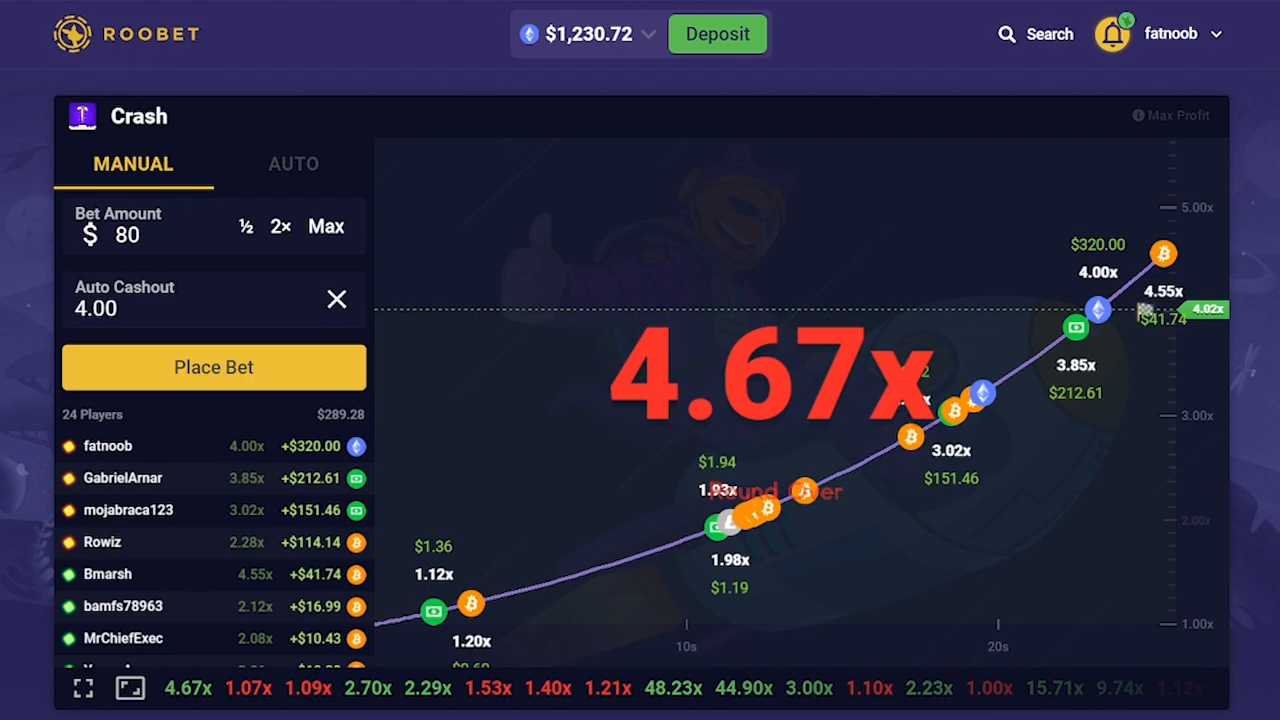 ROOBET
$1,230.72
Deposit
Search
fatnoob
Crash
Max Profit
MANUAL
AUTO
Bet Amount
$ 80
½ 2× Max
Auto Cashout
4.00
Place Bet
24 Players $289.28
fatnoob 4.00x +$320.00
GabrielArnar 3.85x +$212.61
mojabraca123 3.02x +$151.46
Rowiz 2.28x +$114.14
Bmarsh 4.55x +$41.74
bamfs78963 2.12x +$16.99
MrChiefExec 2.08x +$10.43
5.00x
$320.00
4.00x
4.55x
4.02x
$41.74
4.67x
3.85x
$212.61
3.00x
3.02x
$151.46
$1.94
1.93x
Round Over
2.00x
1.98x
$1.19
$1.36
1.12x
1.20x
1.00x
10s
20s
4.67x 1.07x 1.09x 2.70x 2.29x 1.53x 1.40x 1.21x 48.23x 44.90x 3.00x 1.10x 2.23x 1.00x 15.71x 9.74x 1.12x